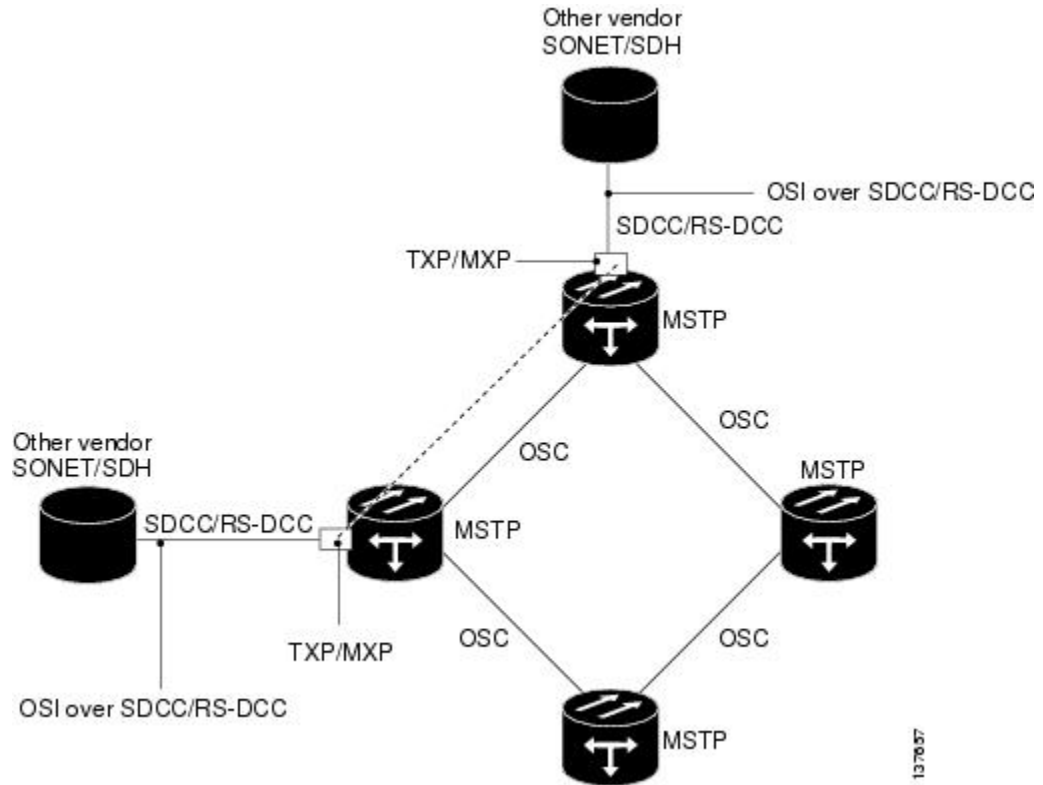 Other vendor
SONET/SDH
OSI over SDCC/RS-DCC
SDCC/RS-DCC
TXP/MXP
MSTP
OSC
OSC
Other vendor
SONET/SDH
MSTP
SDCC/RS-DCC
MSTP
OSC
OSC
TXP/MXP
OSI over SDCC/RS-DCC
MSTP
137657